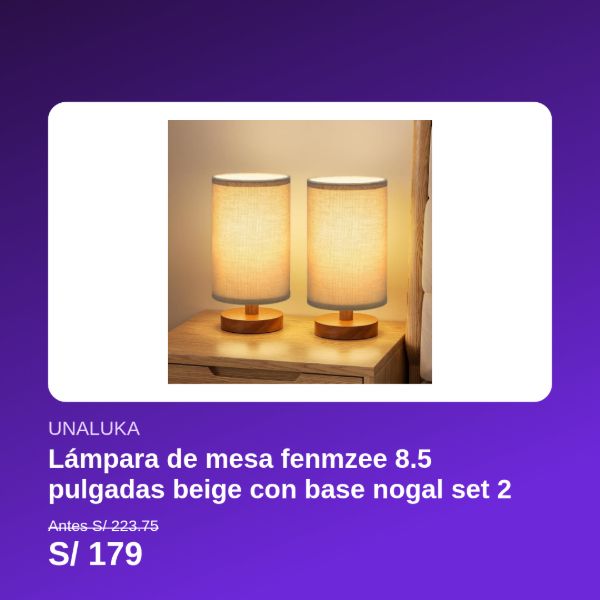 UNALUKA
Lámpara de mesa fenmzee 8.5
pulgadas beige con base nogal set 2
Antes S/ 223.75
S/ 179